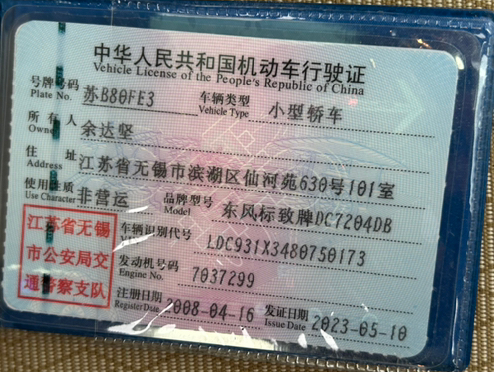 中华人民共和国机动车行驶证
Vehicle License of the People's Republic of China
号牌号码 Plate No. 苏B80FE3 车辆类型 Vehicle Type 小型轿车
所有人 Owner 余达坚
住址 Address 江苏省无锡市滨湖区仙河苑630号101室
使用性质 Use Character 非营运 品牌型号 Model 东风标致牌DC7204DB
车辆识别代号 LDC931X3480750173
发动机号码 Engine No. 7037299
注册日期 Register Date 2008-04-16 发证日期 Issue Date 2023-05-10
江苏省无锡
市公安局交
通警察支队